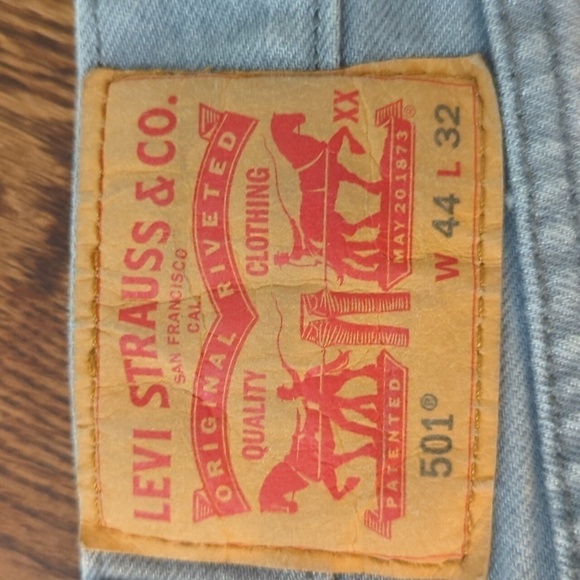 LEVI STRAUSS & CO.
SAN FRANCISCO
CAL.
ORIGINAL RIVETED
QUALITY CLOTHING
XX
PATENTED MAY 20 1873 ®
501® W 44 L 32